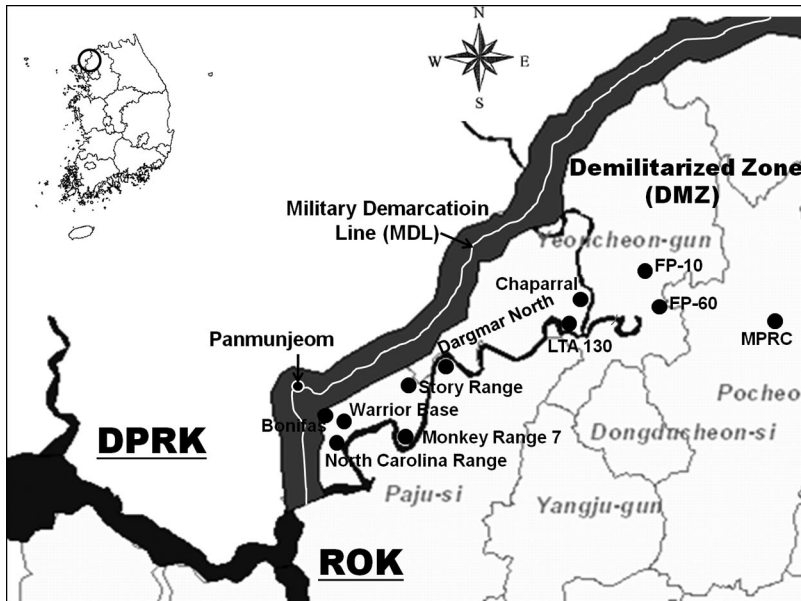 N
W E
S
Demilitarized Zone
(DMZ)
Military Demarcatioin
Line (MDL)
Yeoncheon-gun
FP-10
Chaparral
FP-60
Dargmar North
LTA 130
MPRC
Panmunjeom
Story Range
Pocheo
Warrior Base
Bonifas
DPRK
Monkey Range 7
Dongducheon-si
North Carolina Range
Paju-si
Yangju-gun
ROK